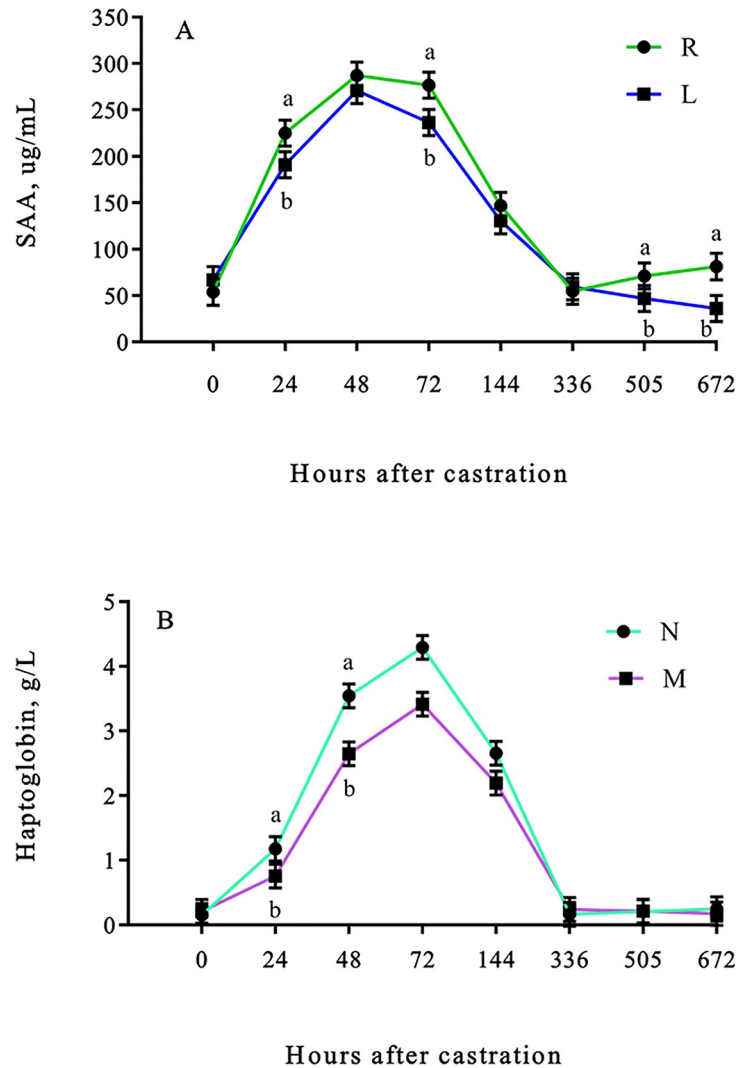 A
350
300
250
200
150
100
50
0
SAA, ug/mL
R
L
a
a
a
a
b
b
b
b
0 24 48 72 144 336 505 672
Hours after castration
B
5
4
3
2
1
0
Haptoglobin, g/L
N
M
a
a
b
b
0 24 48 72 144 336 505 672
Hours after castration